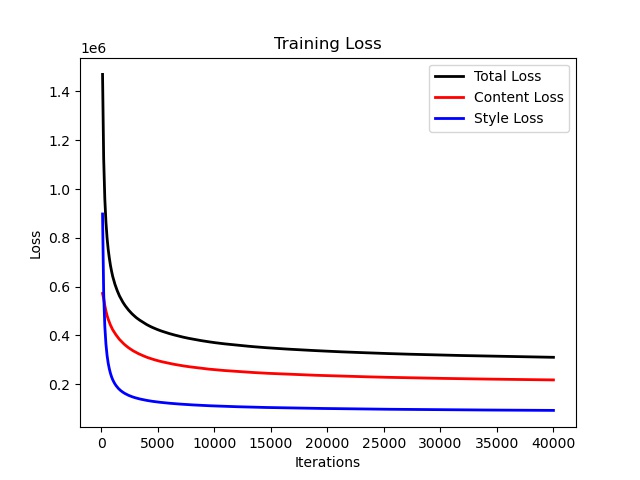 Training Loss
1e6
Total Loss
Content Loss
Style Loss
1.4
1.2
1.0
0.8
0.6
0.4
0.2
Loss
0 5000 10000 15000 20000 25000 30000 35000 40000
Iterations